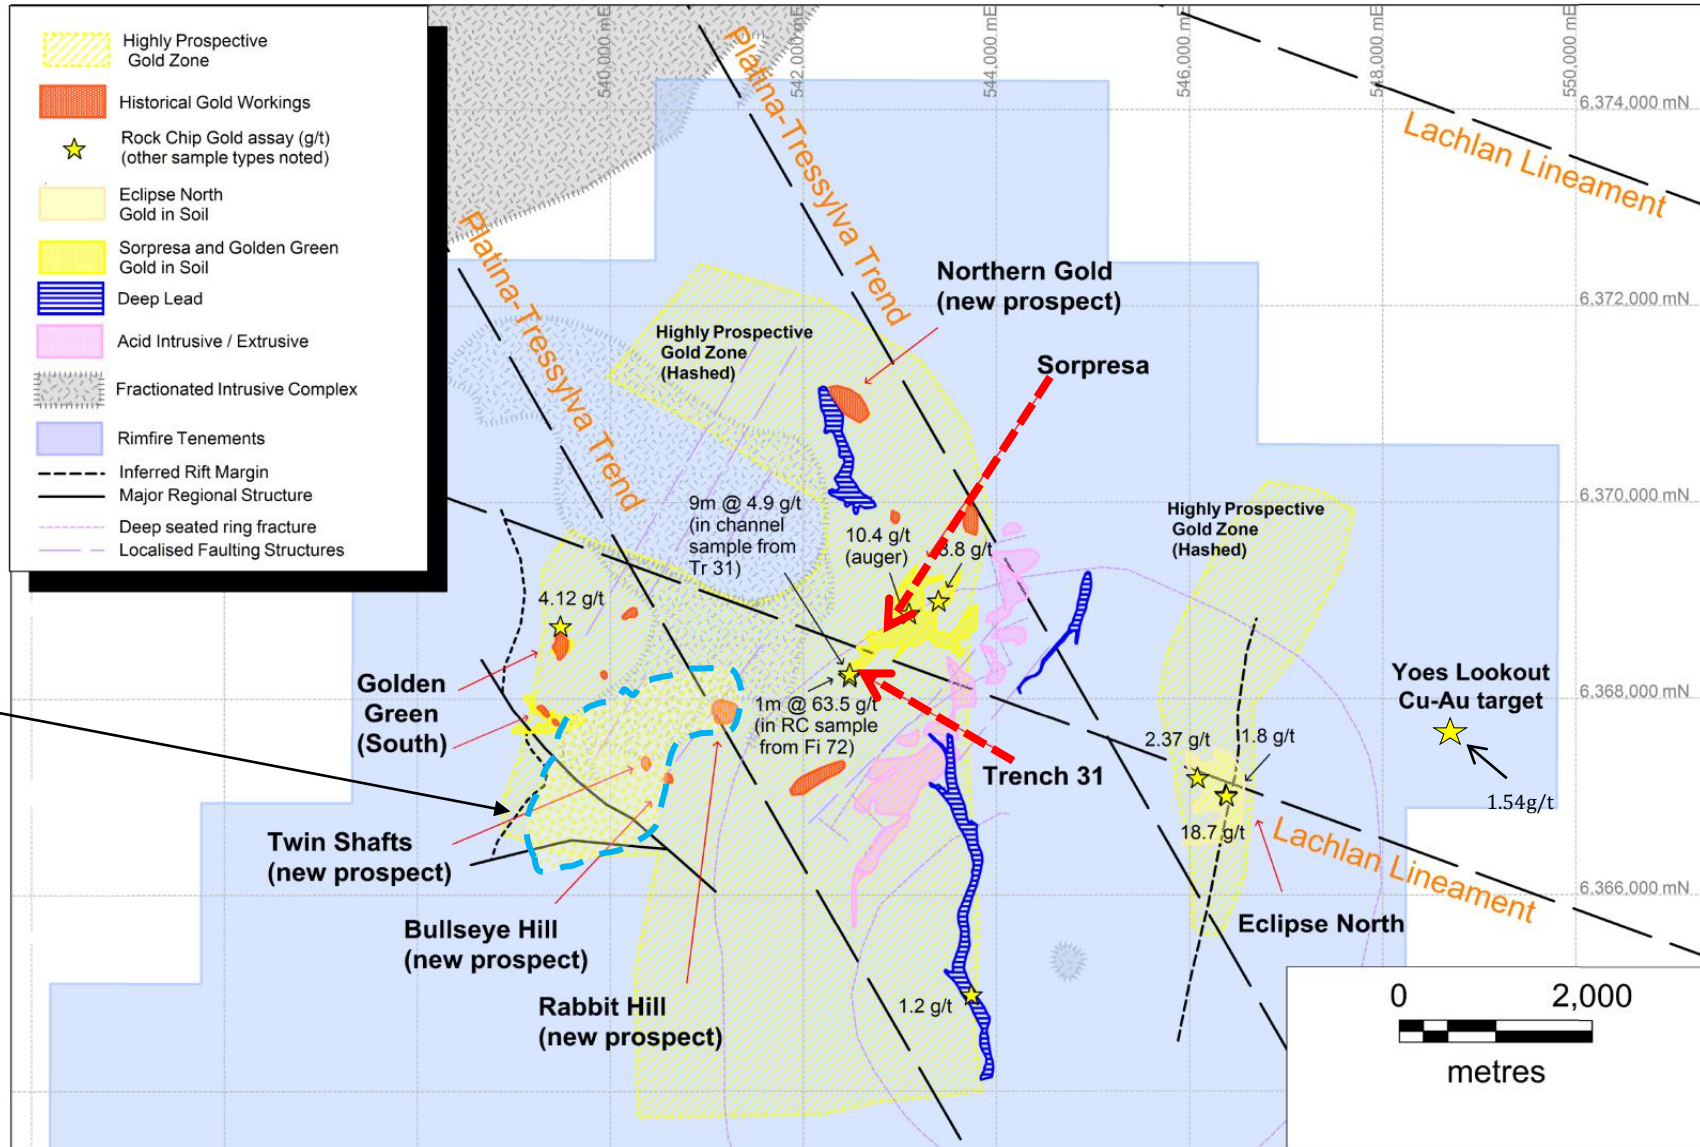 Highly Prospective
Gold Zone
Historical Gold Workings
Rock Chip Gold assay (g/t)
(other sample types noted)
Eclipse North
Gold in Soil
Sorpresa and Golden Green
Gold in Soil
Deep Lead
Acid Intrusive / Extrusive
Fractionated Intrusive Complex
Rimfire Tenements
Inferred Rift Margin
Major Regional Structure
Deep seated ring fracture
Localised Faulting Structures
540,000 mE
542,000 mE
544,000 mE
546,000 mE
548,000 mE
550,000 mE
6,374,000 mN
6,372,000 mN
6,370,000 mN
6,368,000 mN
6,366,000 mN
Platina-Tressylva Trend
Platina-Tessylva Trend
Lachlan Lineament
Lachlan Lineament
Northern Gold
(new prospect)
Sorpresa
Highly Prospective
Gold Zone
(Hashed)
Highly Prospective
Gold Zone
(Hashed)
9m @ 4.9 g/t
(in channel
sample from
Tr 31)
10.4 g/t
(auger)
8.8 g/t
4.12 g/t
Golden
Green
(South)
1m @ 63.5 g/t
(in RC sample
from Fi 72)
Trench 31
Yoes Lookout
Cu-Au target
1.54g/t
2.37 g/t
1.8 g/t
18.7 g/t
Eclipse North
Twin Shafts
(new prospect)
Bullseye Hill
(new prospect)
Rabbit Hill
(new prospect)
1.2 g/t
0 2,000
metres